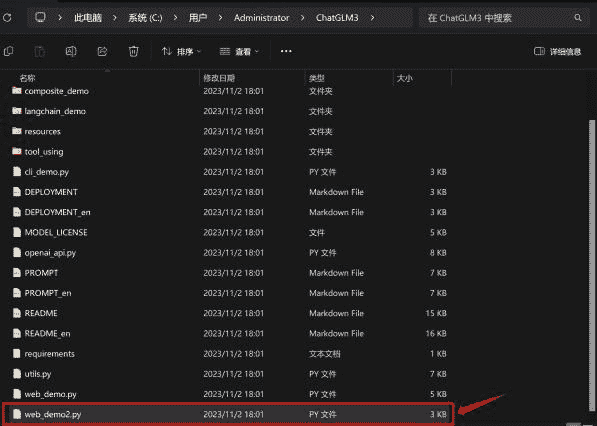 此电脑 > 系统 (C:) > 用户 > Administrator > ChatGLM3 > 在 ChatGLM3 中搜索
排序 查看 ... 详细信息
名称 修改日期 类型 大小
composite_demo 2023/11/2 18:01 文件夹
langchain_demo 2023/11/2 18:01 文件夹
resources 2023/11/2 18:01 文件夹
tool_using 2023/11/2 18:01 文件夹
cli_demo.py 2023/11/2 18:01 PY 文件 3 KB
DEPLOYMENT 2023/11/2 18:01 Markdown File 3 KB
DEPLOYMENT_en 2023/11/2 18:01 Markdown File 3 KB
MODEL_LICENSE 2023/11/2 18:01 文件 5 KB
openai_api.py 2023/11/2 18:01 PY 文件 8 KB
PROMPT 2023/11/2 18:01 Markdown File 7 KB
PROMPT_en 2023/11/2 18:01 Markdown File 7 KB
README 2023/11/2 18:01 Markdown File 15 KB
README_en 2023/11/2 18:01 Markdown File 16 KB
requirements 2023/11/2 18:01 文本文档 1 KB
utils.py 2023/11/2 18:01 PY 文件 7 KB
web_demo.py 2023/11/2 18:01 PY 文件 5 KB
web_demo2.py 2023/11/2 18:01 PY 文件 3 KB